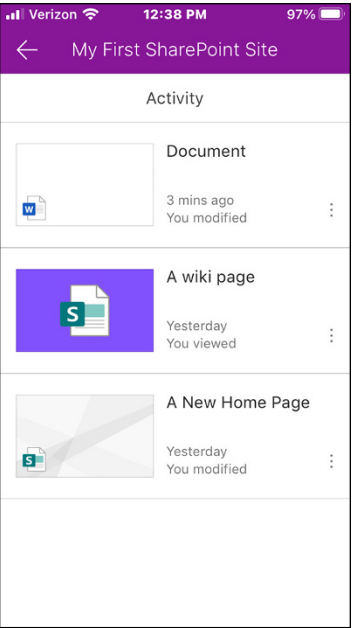 Verizon 12:38 PM 97%
My First SharePoint Site
Activity
Document
W
3 mins ago
You modified
A wiki page
S
Yesterday
You viewed
A New Home Page
S
Yesterday
You modified